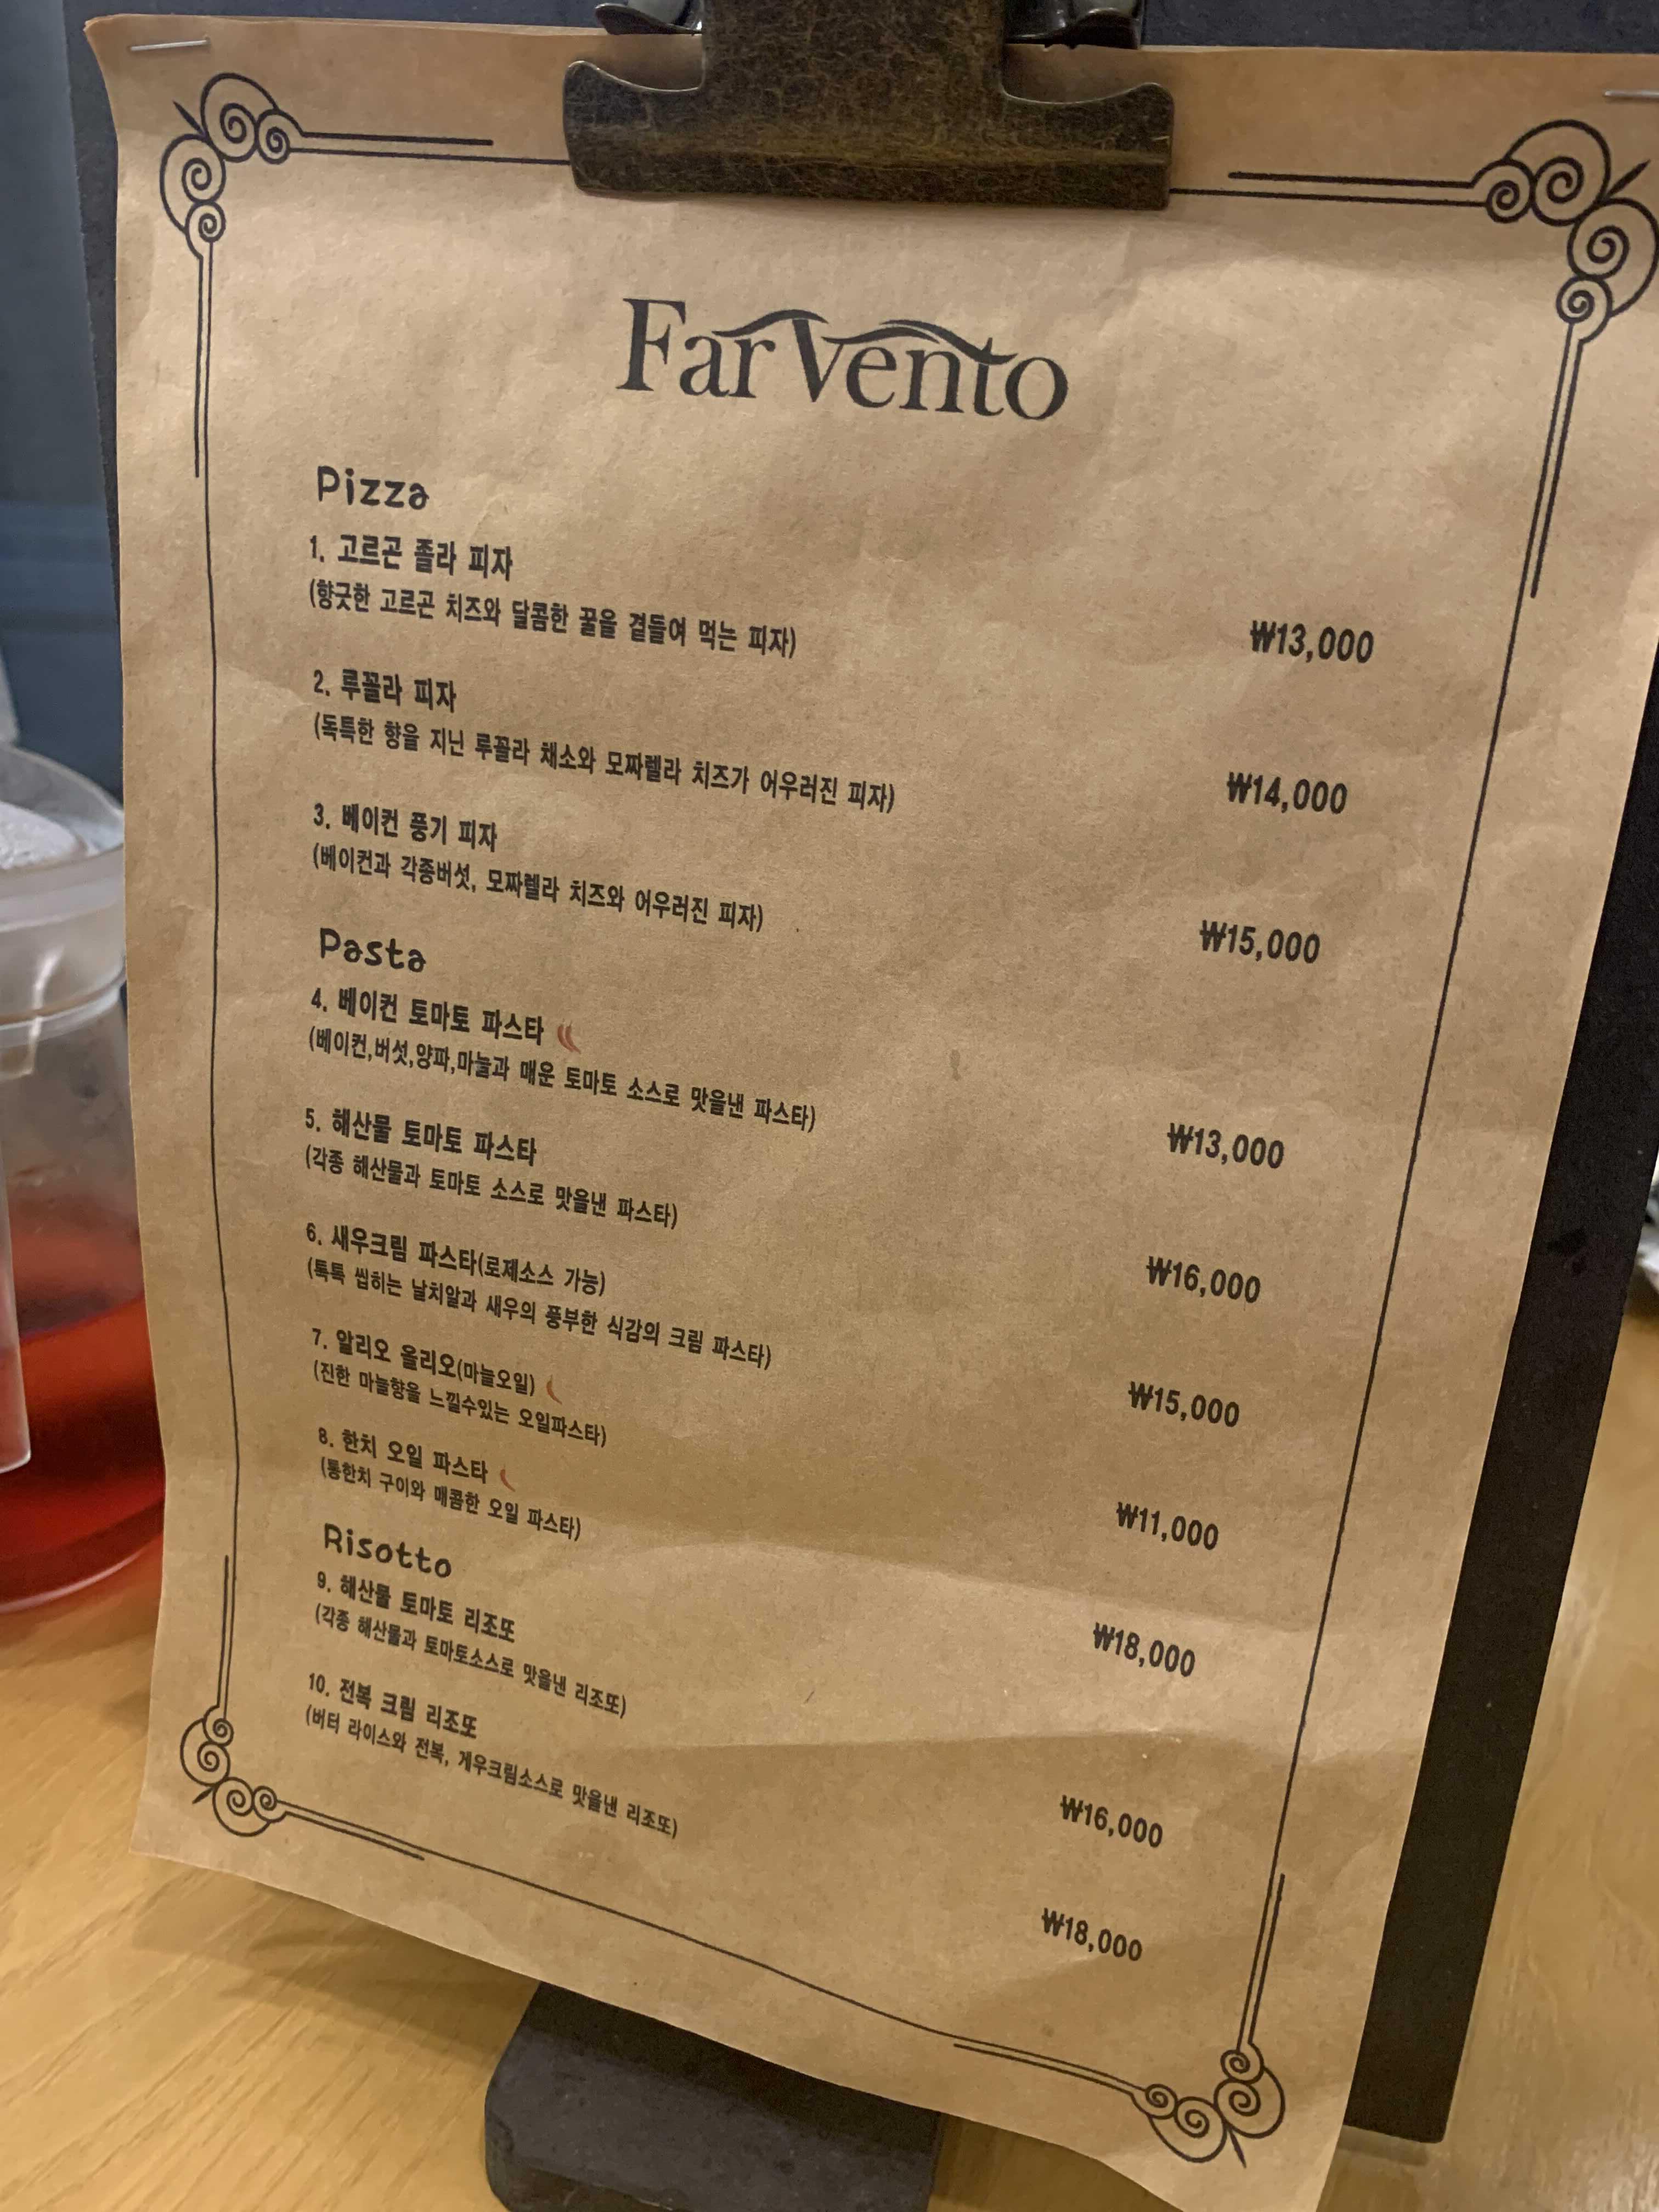 Far Vento
Pizza
1. 고르곤 졸라 피자
(향긋한 고르곤 치즈와 달콤한 꿀을 곁들여 먹는 피자)
₩13,000
2. 루꼴라 피자
(독특한 향을 지닌 루꼴라 채소와 모짜렐라 치즈가 어우러진 피자)
₩14,000
3. 베이컨 풍기 피자
(베이컨과 각종버섯, 모짜렐라 치즈와 어우러진 피자)
₩15,000
Pasta
4. 베이컨 토마토 파스타
(베이컨,버섯,양파,마늘과 매운 토마토 소스로 맛을낸 파스타)
₩13,000
5. 해산물 토마토 파스타
(각종 해산물과 토마토 소스로 맛을낸 파스타)
₩16,000
6. 새우크림 파스타(로제소스 가능)
(톡톡 씹히는 날치알과 새우의 풍부한 식감의 크림 파스타)
₩15,000
7. 알리오 올리오(마늘오일)
(진한 마늘향을 느낄수있는 오일파스타)
₩11,000
8. 한치 오일 파스타
(통한치 구이와 매콤한 오일 파스타)
₩18,000
Risotto
9. 해산물 토마토 리조또
(각종 해산물과 토마토소스로 맛을낸 리조또)
₩16,000
10. 전복 크림 리조또
(버터 라이스와 전복, 게우크림소스로 맛을낸 리조또)
₩18,000